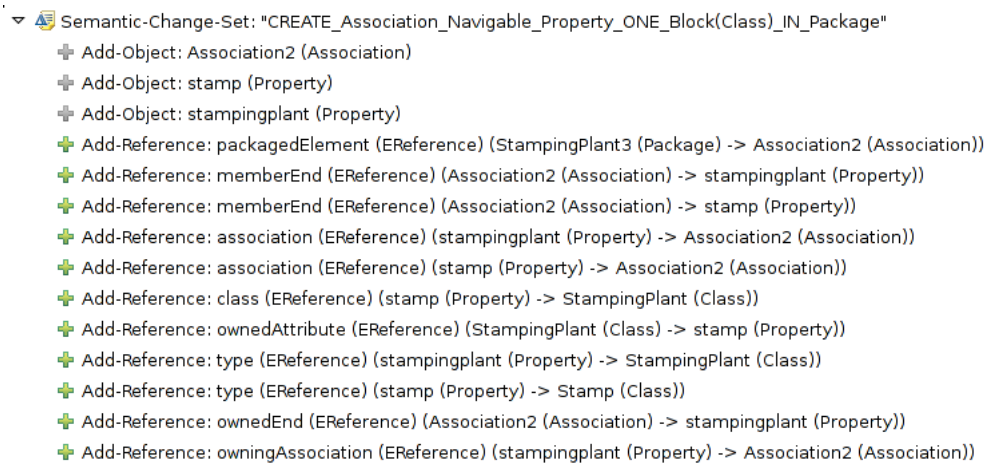 Semantic-Change-Set: "CREATE_Association_Navigable_Property_ONE_Block(Class)_IN_Package"
Add-Object: Association2 (Association)
Add-Object: stamp (Property)
Add-Object: stampingplant (Property)
Add-Reference: packagedElement (EReference) (StampingPlant3 (Package) -> Association2 (Association))
Add-Reference: memberEnd (EReference) (Association2 (Association) -> stampingplant (Property))
Add-Reference: memberEnd (EReference) (Association2 (Association) -> stamp (Property))
Add-Reference: association (EReference) (stampingplant (Property) -> Association2 (Association))
Add-Reference: association (EReference) (stamp (Property) -> Association2 (Association))
Add-Reference: class (EReference) (stamp (Property) -> StampingPlant (Class))
Add-Reference: ownedAttribute (EReference) (StampingPlant (Class) -> stamp (Property))
Add-Reference: type (EReference) (stampingplant (Property) -> StampingPlant (Class))
Add-Reference: type (EReference) (stamp (Property) -> Stamp (Class))
Add-Reference: ownedEnd (EReference) (Association2 (Association) -> stampingplant (Property))
Add-Reference: owningAssociation (EReference) (stampingplant (Property) -> Association2 (Association))